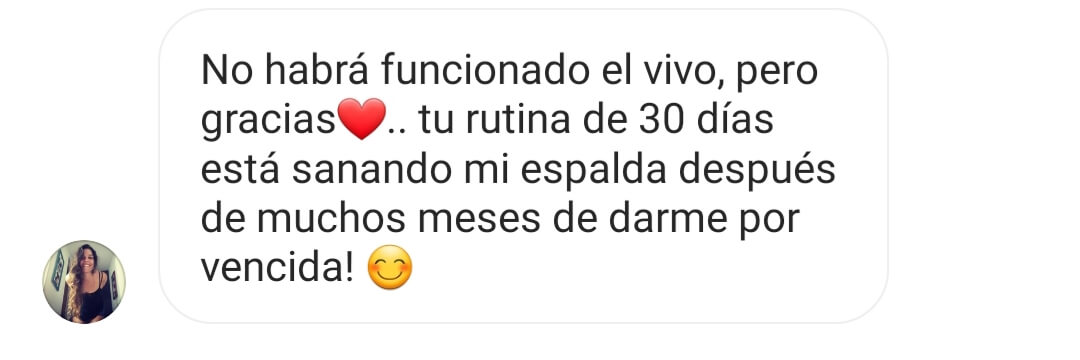 No habrá funcionado el vivo, pero
gracias❤️.. tu rutina de 30 días
está sanando mi espalda después
de muchos meses de darme por
vencida! 😊